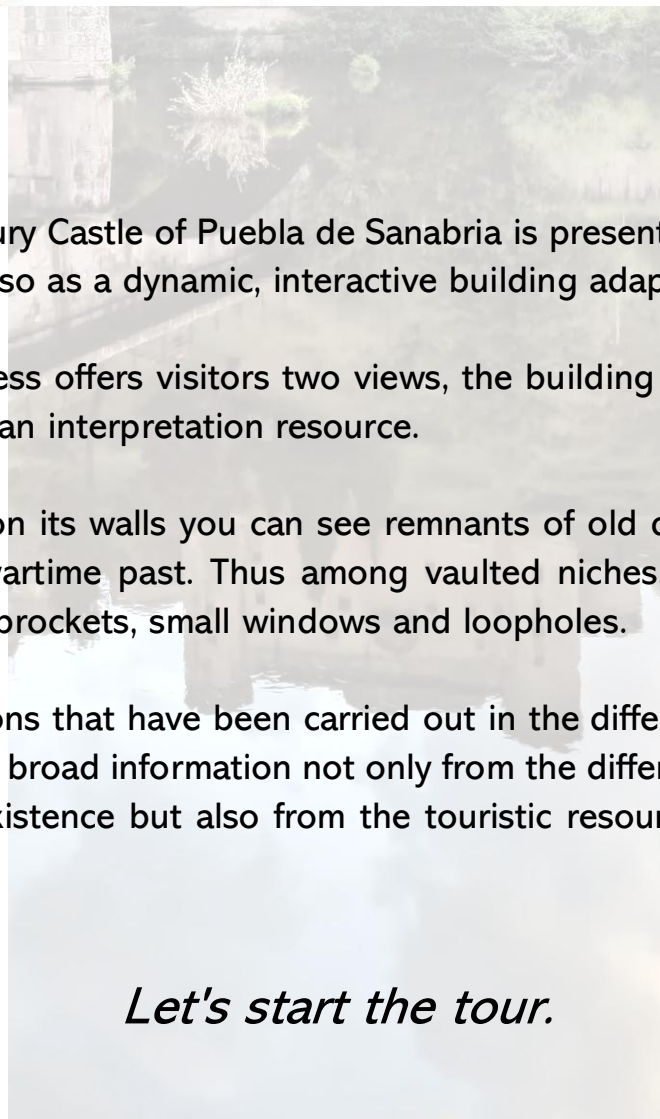 ury Castle of Puebla de Sanabria is present
so as a dynamic, interactive building adap
ess offers visitors two views, the building
an interpretation resource.
on its walls you can see remnants of old
artime past. Thus among vaulted niches,
prockets, small windows and loopholes.
ons that have been carried out in the diffe
broad information not only from the differ
istence but also from the touristic resour
Let's start the tour.